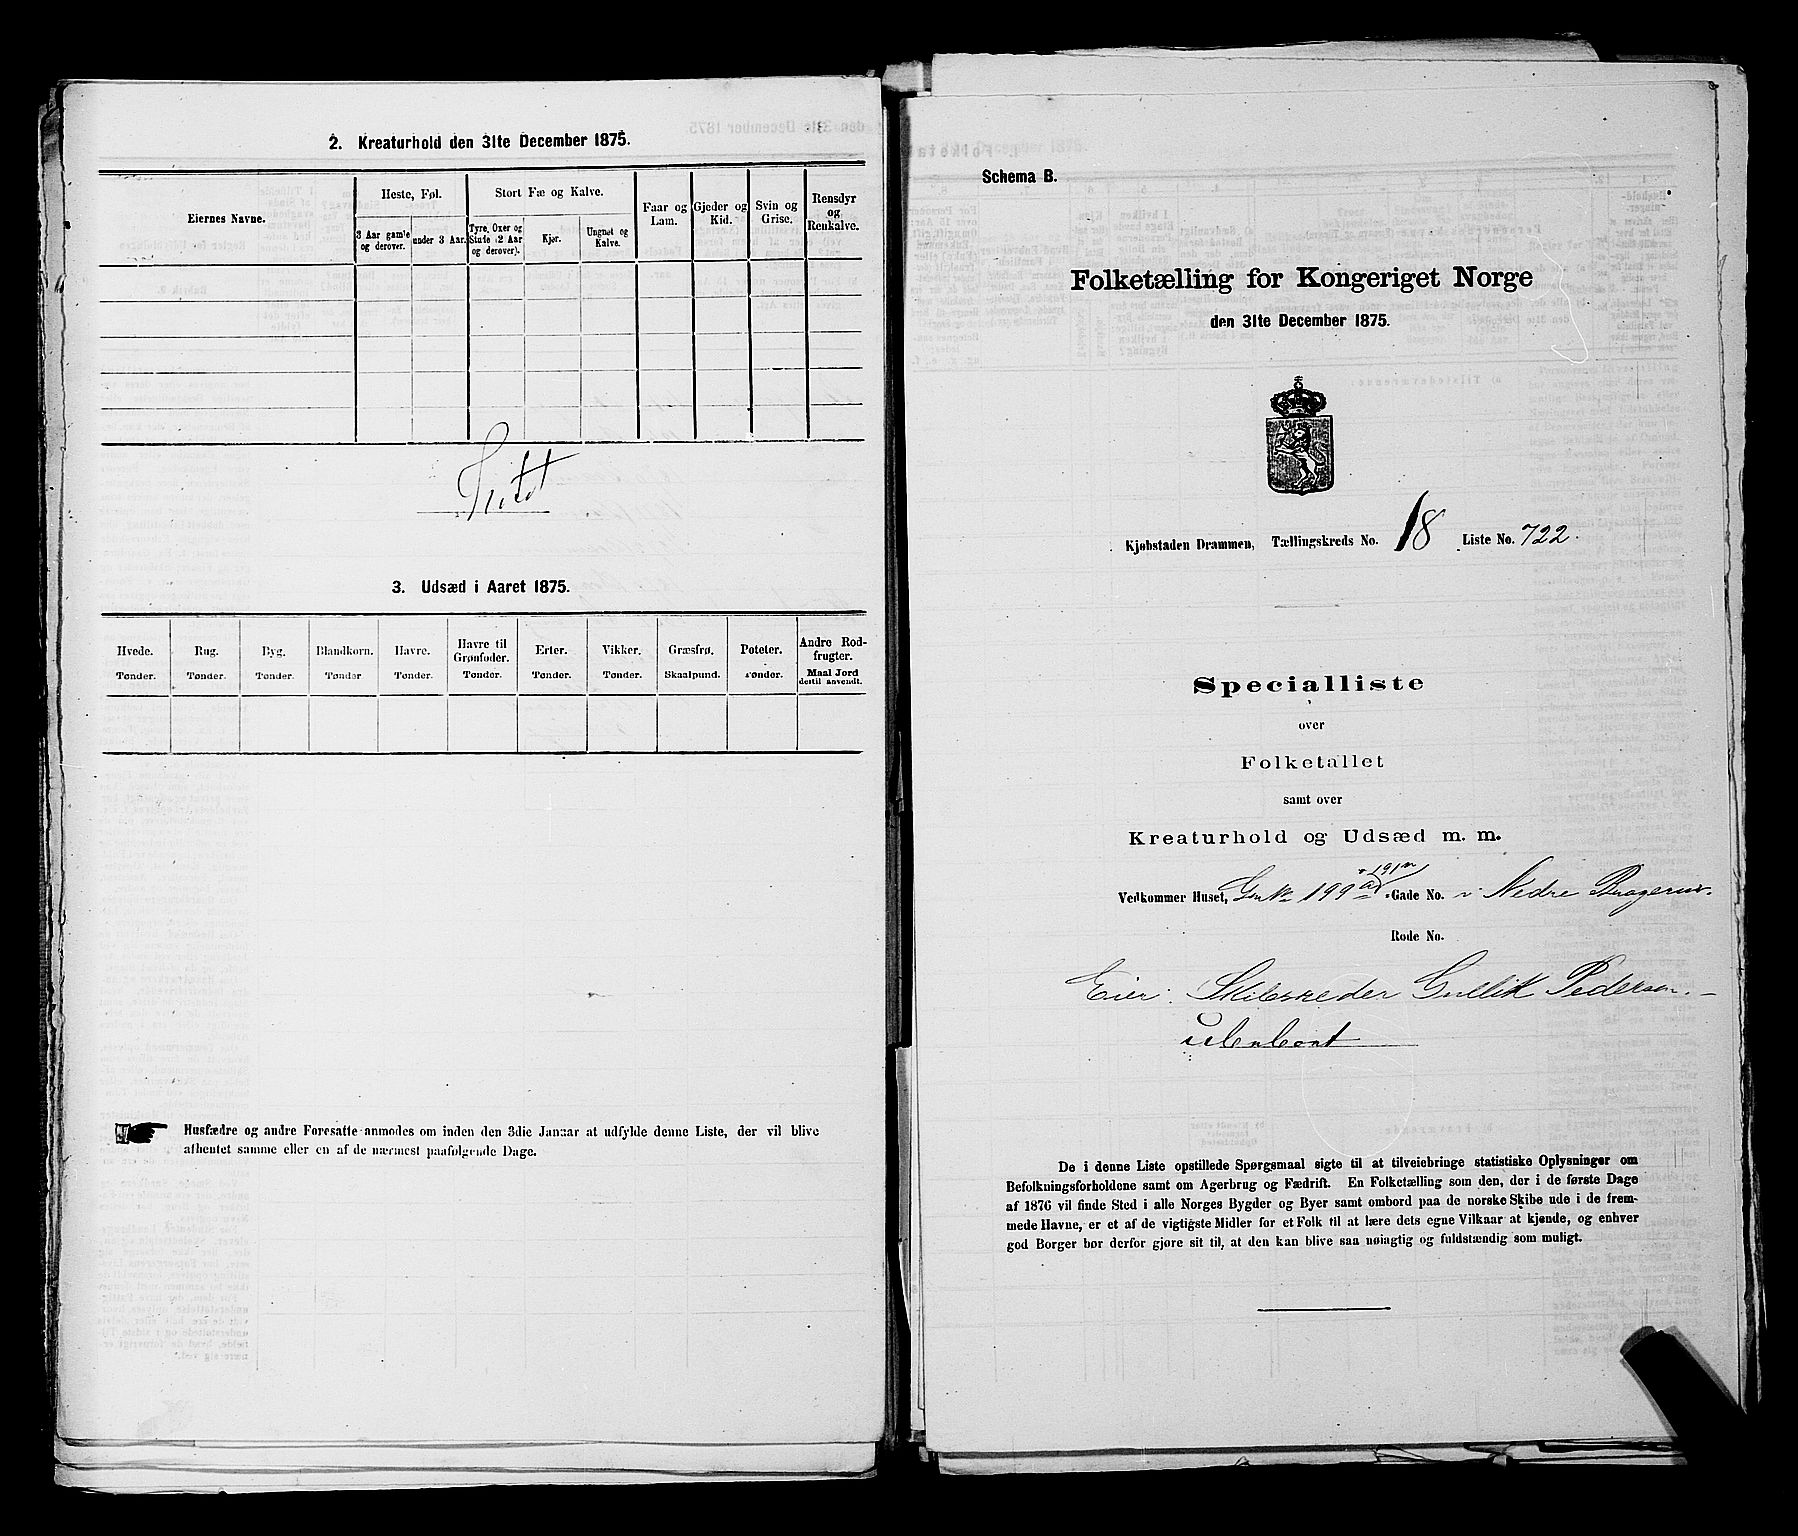 2. Kreaturhold den 31te December 1875.
Eiernes Navne.
Heste, Føl.
3 Aar gamle og derover.
under 3 Aar.
Stort Fæ og Kalve.
Tyre, Oxer og Stude (2 Aar og derover).
Kjør.
Ungnøt og Kalve.
Faar og Lam.
Gjeder og Kid.
Svin og Grise.
Rensdyr og Renkalve.
3. Udsæd i Aaret 1875.
Hvede. Tønder.
Rug. Tønder.
Byg. Tønder.
Blandkorn. Tønder
Havre. Tønder.
Havre til Grønfoder. Tønder.
Erter. Tønder.
Vikker. Tønder.
Græsfrø. Skaalpund.
Poteter. Tønder.
Andre Rodfrugter. Maal Jord dertil anvendt.
Husfædre og andre Foresatte anmodes om inden den 3die Januar at udfylde denne Liste, der vil blive
afhentet samme eller en af de nærmest paafølgende Dage.
Schema B.
Folketælling for Kongeriget Norge
den 31te December 1875.
Kjøbstaden Drammen, Tællingskreds No. 18 Liste No. 722.
Specialliste
over
Folketallet
samt over
Kreaturhold og Udsæd m. m.
Vedkommer Huset, 199 Gade No. Nedre Bragernæs
Rode No.
Eier: Skibsreder Gullik Pedersen.
ubeboet
De i denne Liste opstillede Spørgsmaal sigte til at tilveiebringe statistiske Oplysninger om
Befolkningsforholdene samt om Agerbrug og Fædrift. En Folketælling som den, der i de første Dage
af 1876 vil finde Sted i alle Norges Bygder og Byer samt ombord paa de norske Skibe ude i de frem-
mede Havne, er et af de vigtigste Midler for et Folk til at lære dets egne Vilkaar at kjende, og enhver
god Borger bør derfor gjøre sit til, at den kan blive saa nøiagtig og fuldstændig som muligt.